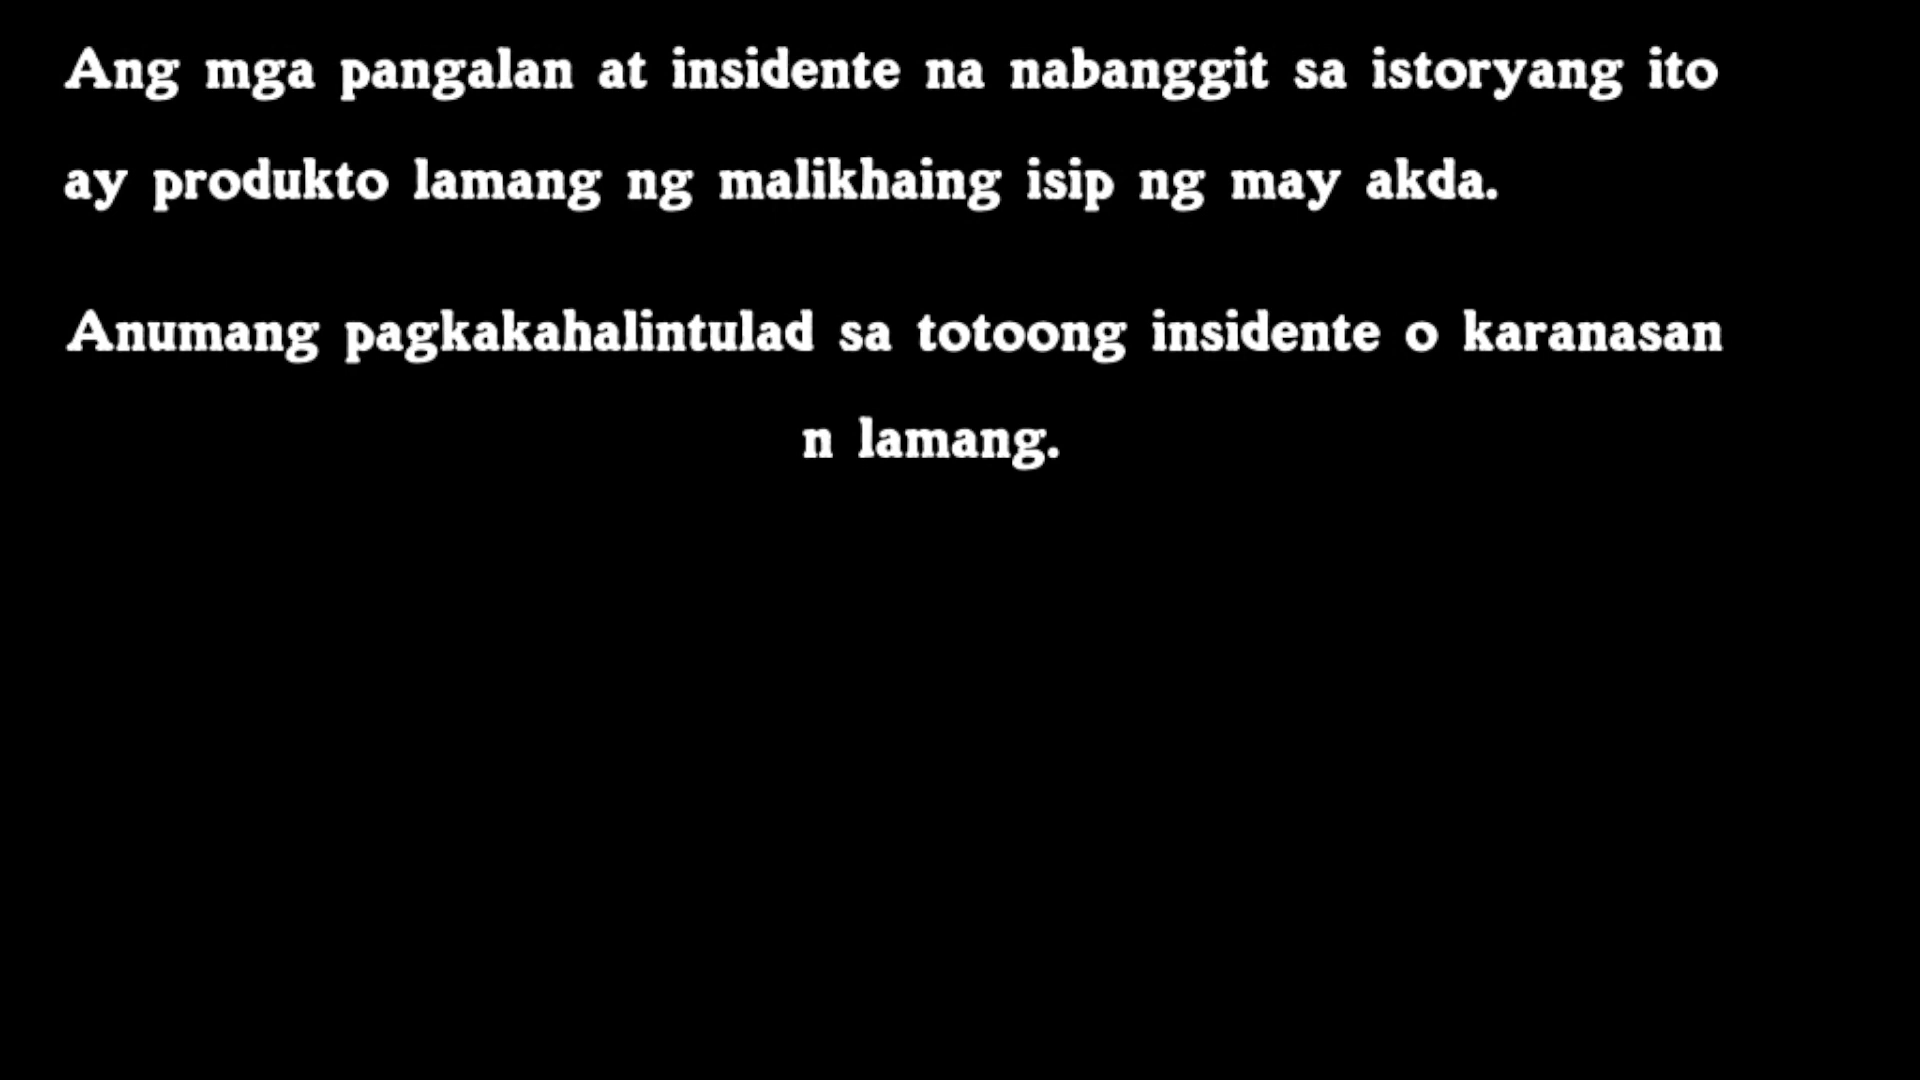 Ang mga pangalan at insidente na nabanggit sa istoryang ito
ay produkto lamang ng malikhaing isip ng may akda.
Anumang pagkakahalintulad sa totoong insidente o karanasan
n lamang.